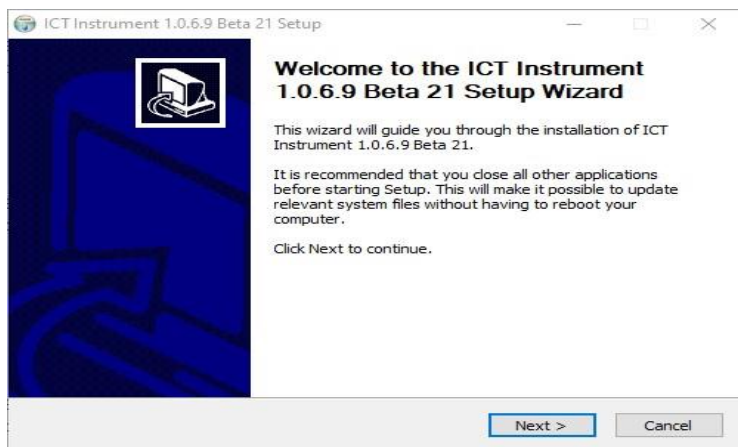 ICT Instrument 1.0.6.9 Beta 21 Setup
Welcome to the ICT Instrument
1.0.6.9 Beta 21 Setup Wizard
This wizard will guide you through the installation of ICT
Instrument 1.0.6.9 Beta 21.
It is recommended that you close all other applications
before starting Setup. This will make it possible to update
relevant system files without having to reboot your
computer.
Click Next to continue.
Next >
Cancel